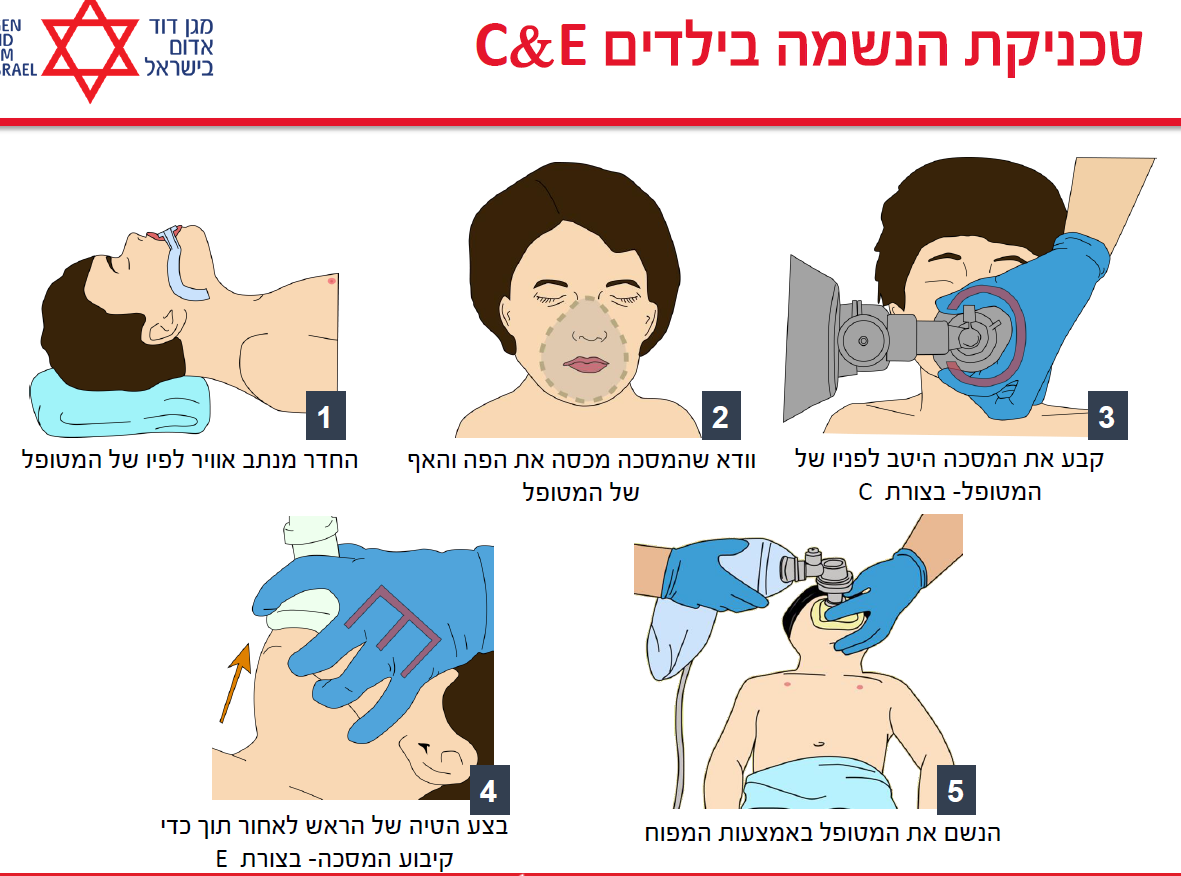 טכניקת הנשמה בילדים C&E
מגן דוד
אדום
בישראל
1
החדר מנתב אוויר לפיו של המטופל
2
וודא שהמסכה מכסה את הפה והאף
של המטופל
3
קבע את המסכה היטב לפניו של
המטופל- בצורת C
4
בצע הטיה של הראש לאחור תוך כדי
קיבוע המסכה- בצורת E
5
הנשם את המטופל באמצעות המפוח